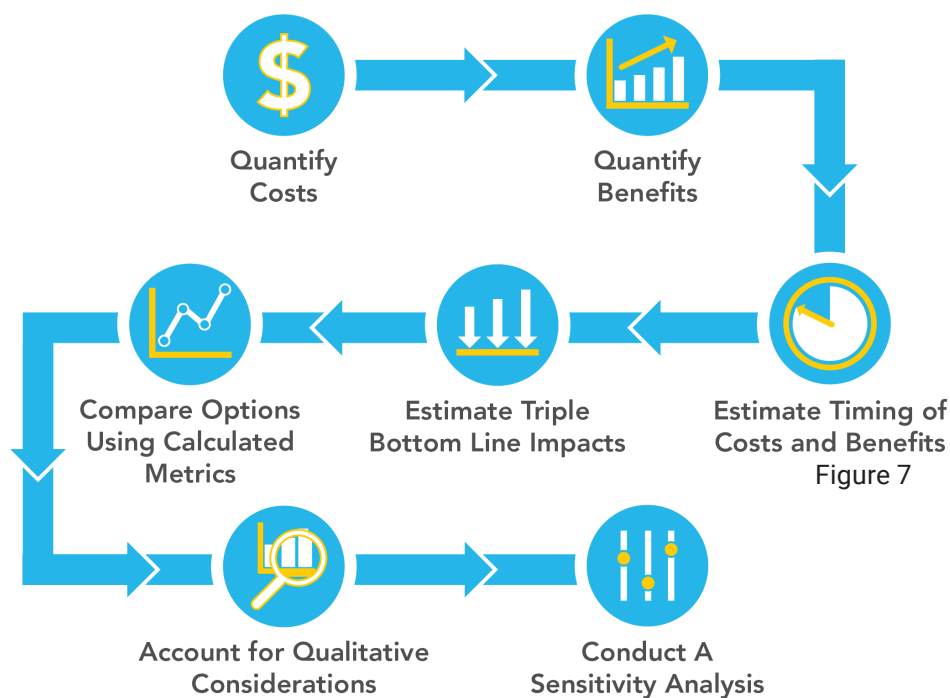 $
Quantify
Costs
Quantify
Benefits
Compare Options
Using Calculated
Metrics
Estimate Triple
Bottom Line Impacts
Estimate Timing of
Costs and Benefits
Figure 7
Account for Qualitative
Considerations
Conduct A
Sensitivity Analysis